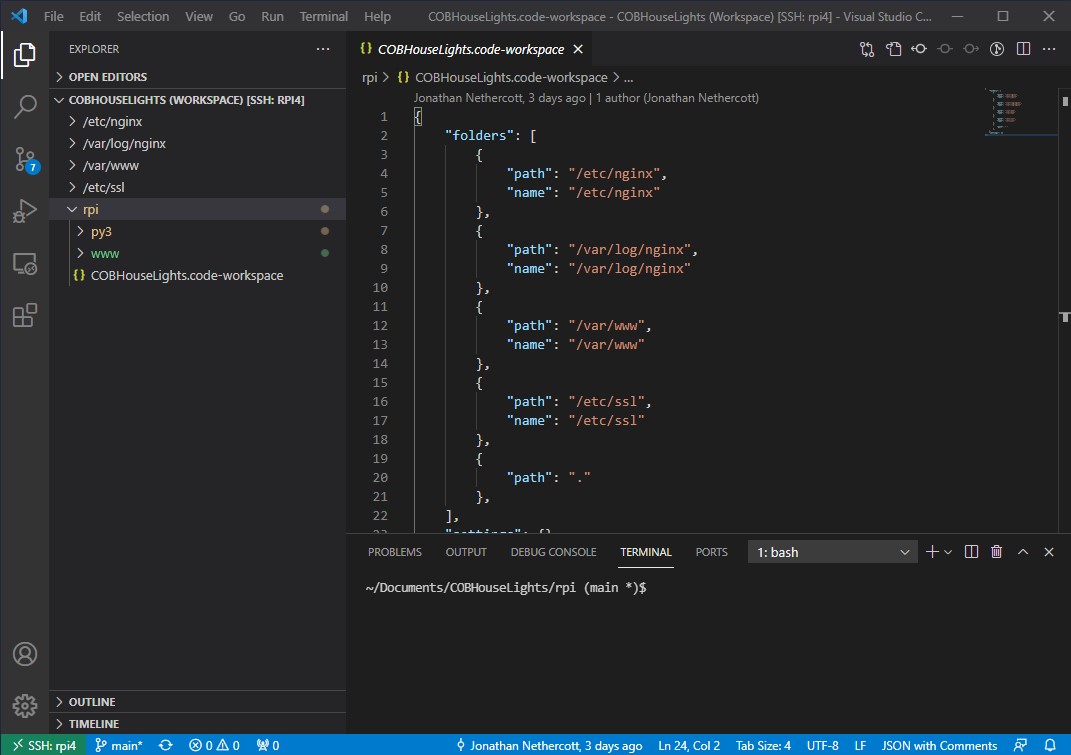 File Edit Selection View Go Run Terminal Help COBHouseLights.code-workspace - COBHouseLights (Workspace) [SSH: rpi4] - Visual Studio C...
EXPLORER ...
OPEN EDITORS
COBHOUSELIGHTS (WORKSPACE) [SSH: RPI4]
/etc/nginx
/var/log/nginx
7
/var/www
/etc/ssl
rpi
py3
www
{} COBHouseLights.code-workspace
OUTLINE
TIMELINE
{} COBHouseLights.code-workspace
rpi > {} COBHouseLights.code-workspace > ...
Jonathan Nethercott, 3 days ago | 1 author (Jonathan Nethercott)
1 {
2 "folders": [
3 {
4 "path": "/etc/nginx",
5 "name": "/etc/nginx"
6 },
7 {
8 "path": "/var/log/nginx",
9 "name": "/var/log/nginx"
10 },
11 {
12 "path": "/var/www",
13 "name": "/var/www"
14 },
15 {
16 "path": "/etc/ssl",
17 "name": "/etc/ssl"
18 },
19 {
20 "path": "."
21 },
22 ],
23 "settings": {}
PROBLEMS OUTPUT DEBUG CONSOLE TERMINAL PORTS 1: bash
~/Documents/COBHouseLights/rpi (main *)$
SSH: rpi4 main* 0 0 0 Jonathan Nethercott, 3 days ago Ln 24, Col 2 Tab Size: 4 UTF-8 LF JSON with Comments